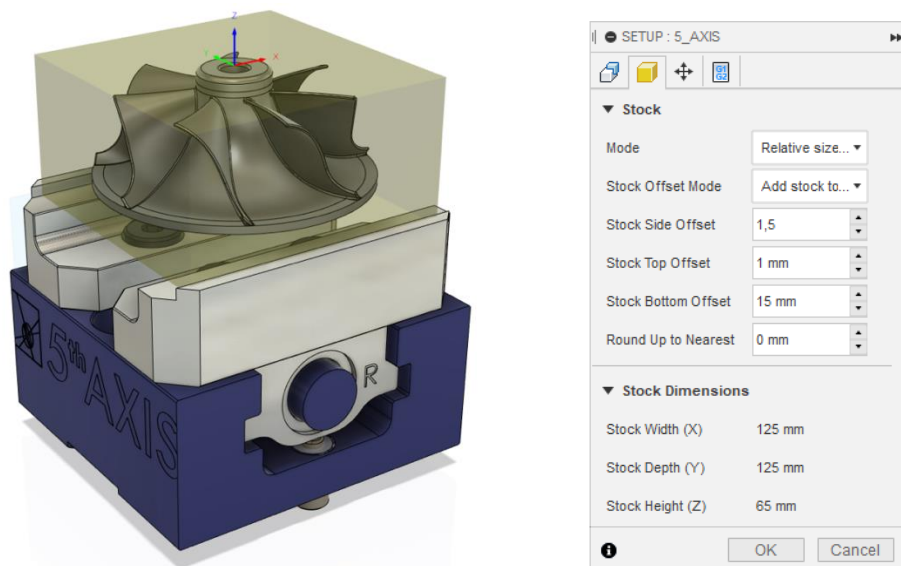 Z
Y
X
5th AXIS
R
SETUP : 5_AXIS
G1
G2
Stock
Mode Relative size...
Stock Offset Mode Add stock to...
Stock Side Offset 1,5
Stock Top Offset 1 mm
Stock Bottom Offset 15 mm
Round Up to Nearest 0 mm
Stock Dimensions
Stock Width (X) 125 mm
Stock Depth (Y) 125 mm
Stock Height (Z) 65 mm
OK Cancel